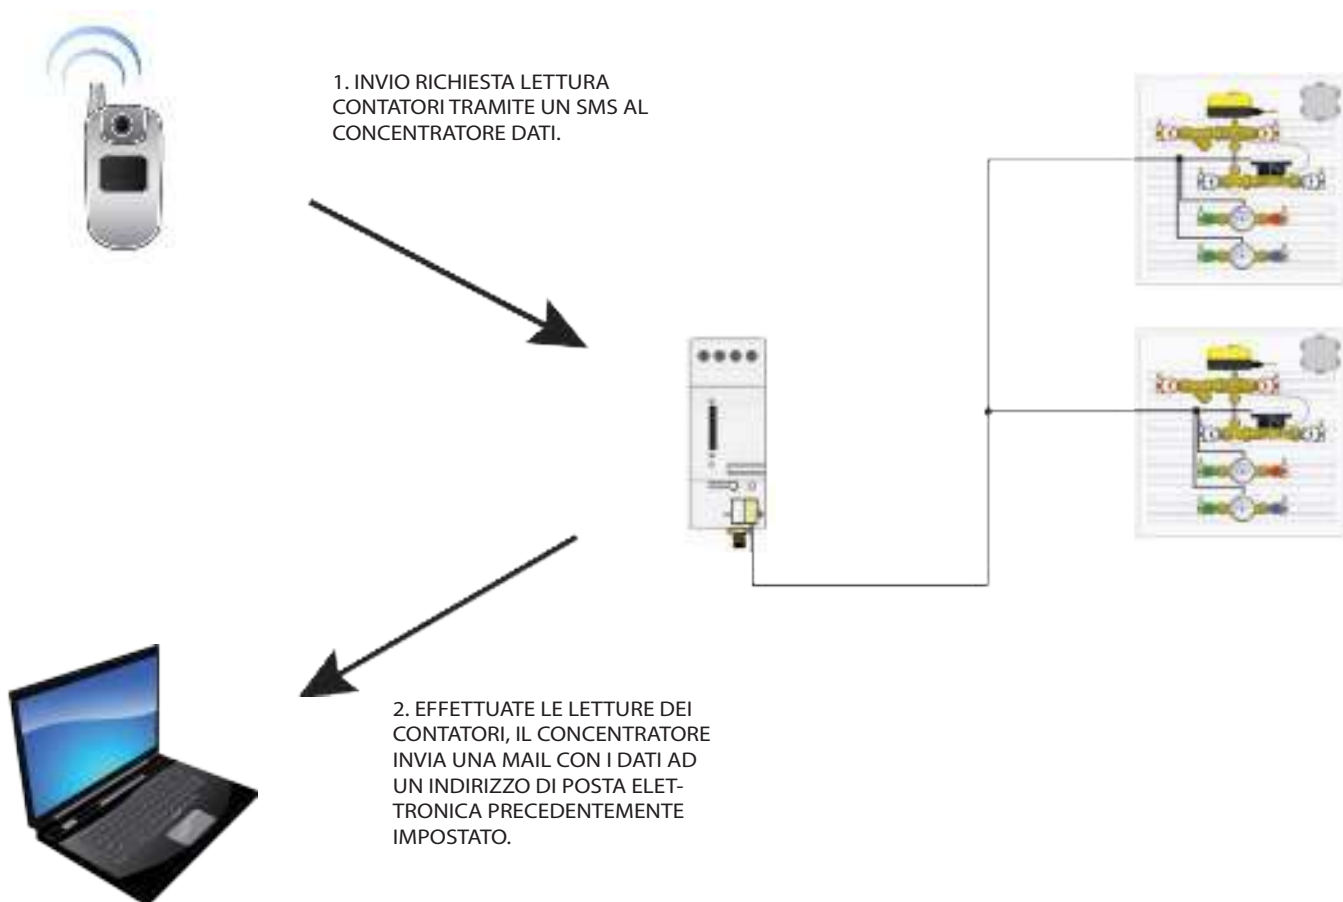 1. INVIO RICHIESTA LETTURA
CONTATORI TRAMITE UN SMS AL
CONCENTRATORE DATI.
2. EFFETTUATE LE LETTURE DEI
CONTATORI, IL CONCENTRATORE
INVIA UNA MAIL CON I DATI AD
UN INDIRIZZO DI POSTA ELET-
TRONICA PRECEDENTEMENTE
IMPOSTATO.